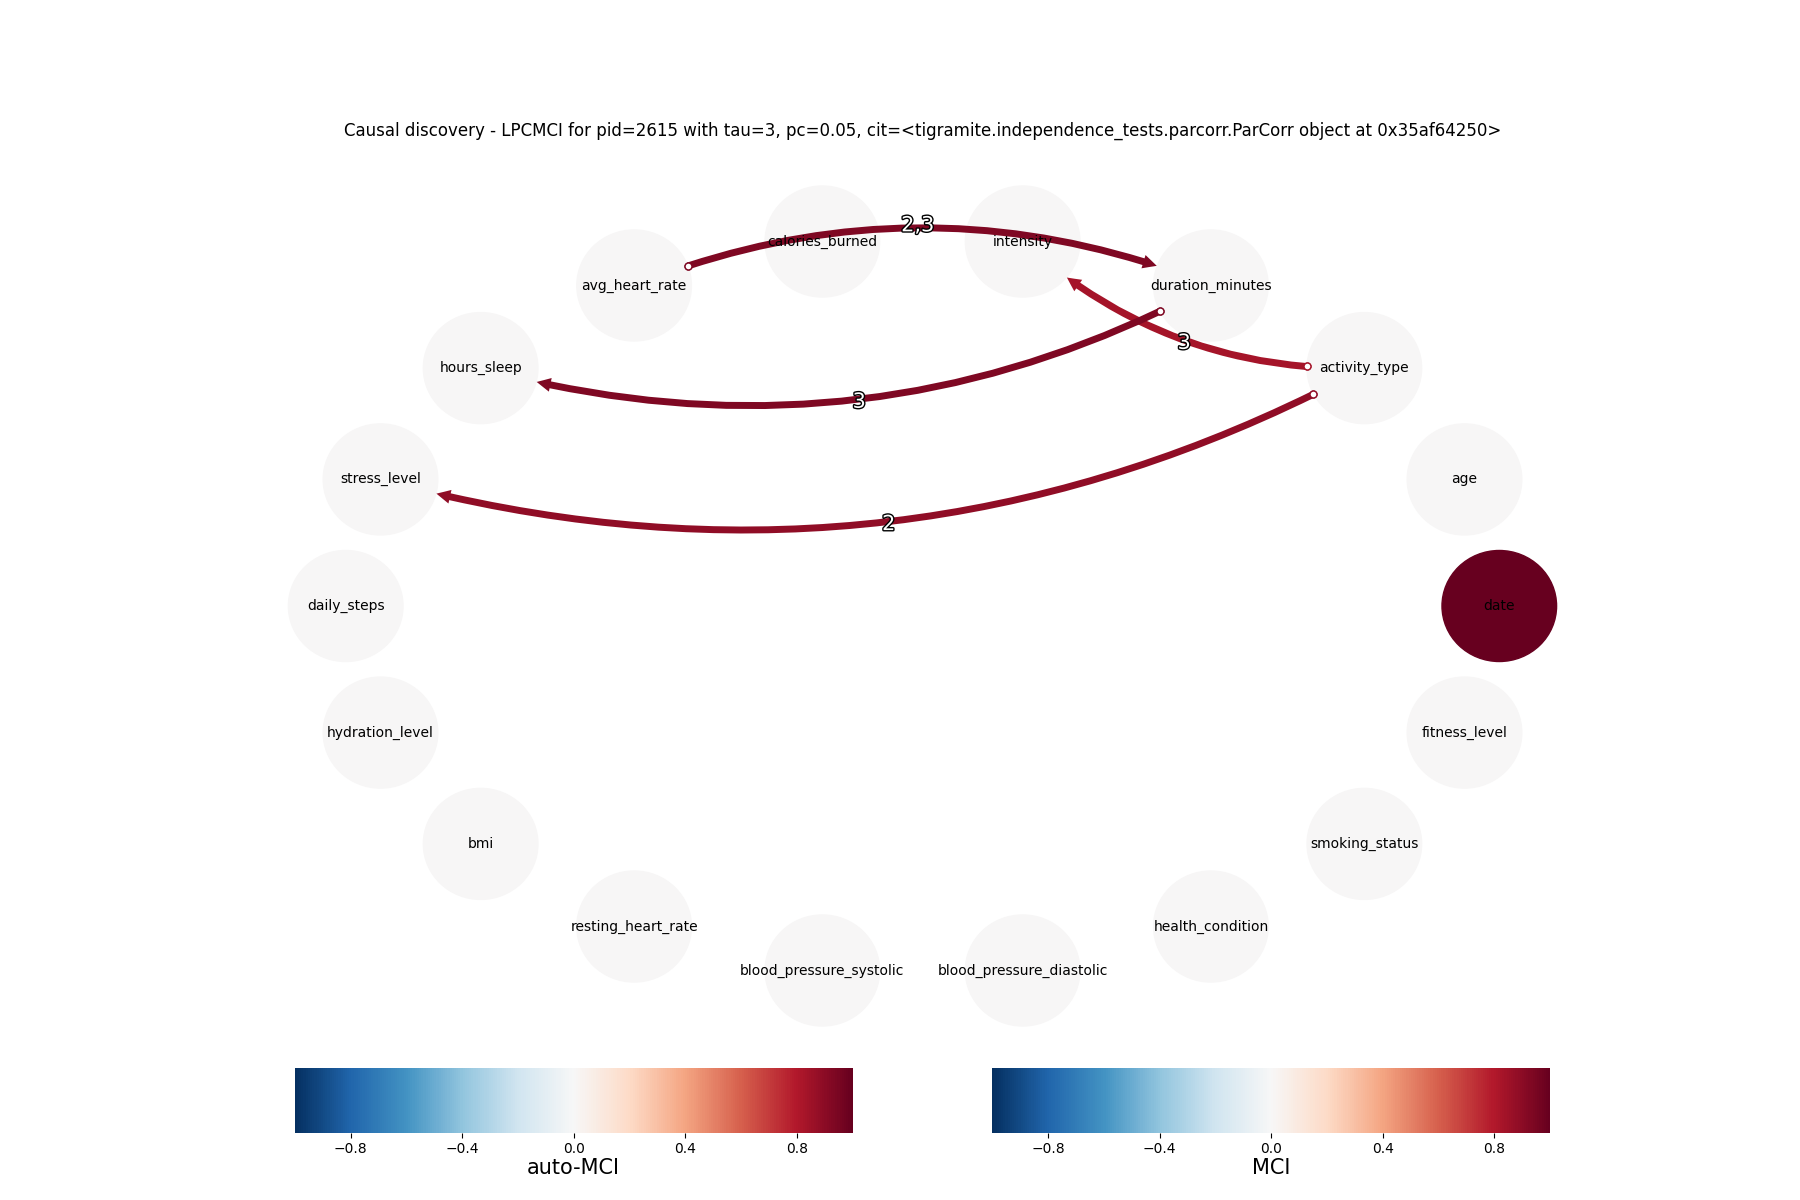 Causal discovery - LPCMCI for pid=2615 with tau=3, pc=0.05, cit=<tigramite.independence_tests.parcorr.ParCorr object at 0x35af64250>
2,3
calories_burned
intensity
avg_heart_rate
duration_minutes
3
hours_sleep
activity_type
3
stress_level
age
2
daily_steps
date
hydration_level
fitness_level
bmi
smoking_status
resting_heart_rate
health_condition
blood_pressure_systolic
blood_pressure_diastolic
−0.8 −0.4 0.0 0.4 0.8
auto-MCI
−0.8 −0.4 0.0 0.4 0.8
MCI